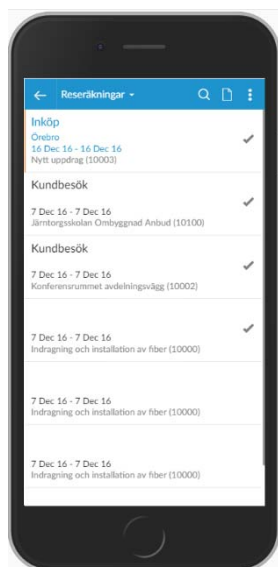 Reseräkningar
Inköp
Örebro
16 Dec 16 - 16 Dec 16
Nytt uppdrag (10003)
Kundbesök
7 Dec 16 - 7 Dec 16
Järntorgsskolan Ombyggnad Anbud (10100)
Kundbesök
7 Dec 16 - 7 Dec 16
Konferensrummet avdelningsvägg (10002)
7 Dec 16 - 7 Dec 16
Indragning och installation av fiber (10000)
7 Dec 16 - 7 Dec 16
Indragning och installation av fiber (10000)
7 Dec 16 - 7 Dec 16
Indragning och installation av fiber (10000)